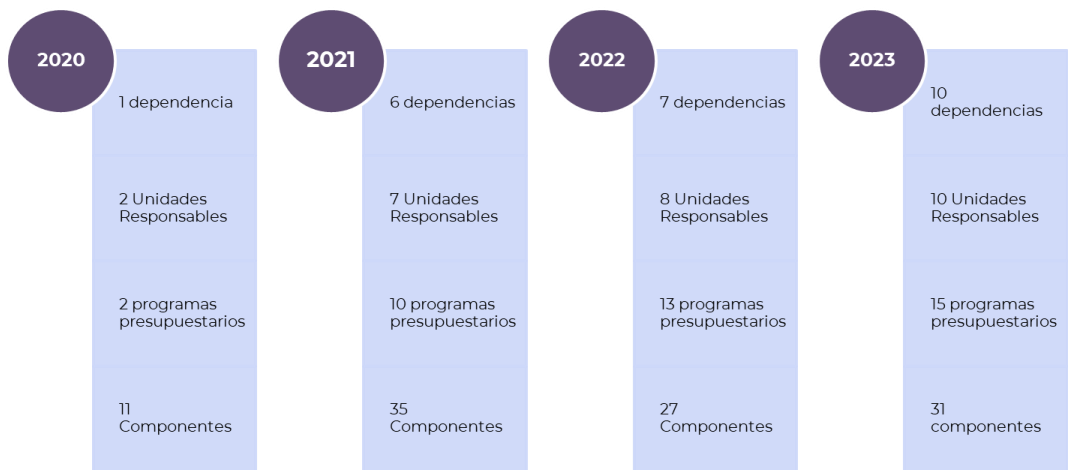 2020
1 dependencia
2 Unidades
Responsables
2 programas
presupuestarios
11
Componentes
2021
6 dependencias
7 Unidades
Responsables
10 programas
presupuestarios
35
Componentes
2022
7 dependencias
8 Unidades
Responsables
13 programas
presupuestarios
27
Componentes
2023
10
dependencias
10 Unidades
Responsables
15 programas
presupuestarios
31
componentes